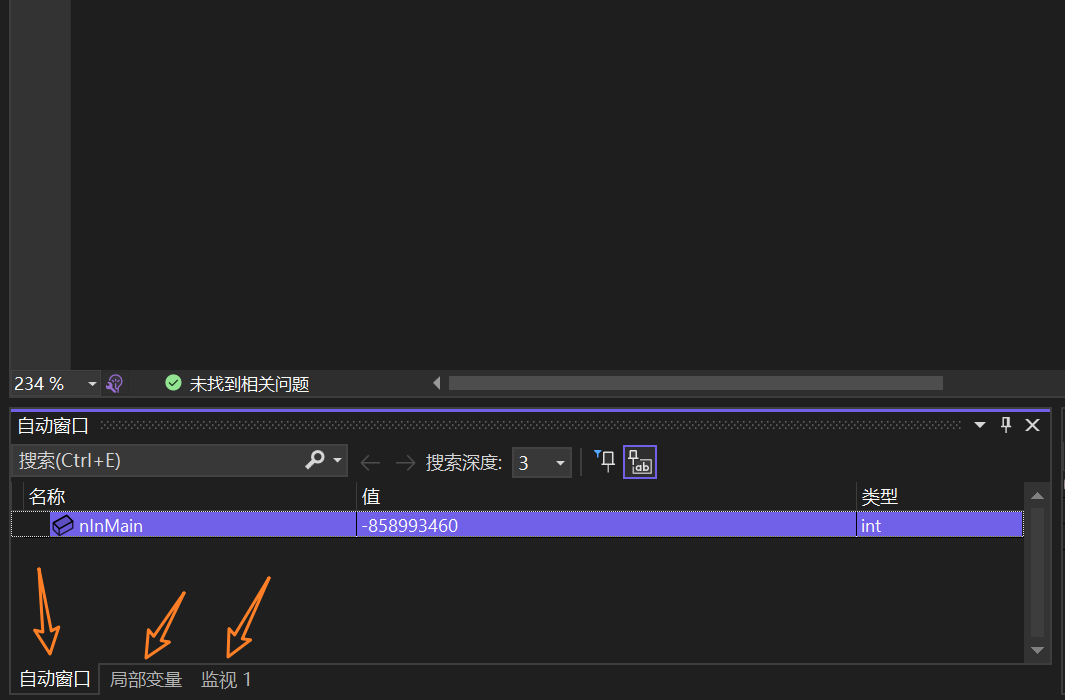 234 % 未找到相关问题
自动窗口
搜索(Ctrl+E) 搜索深度: 3
名称 值 类型
nInMain -858993460 int
自动窗口 局部变量 监视 1